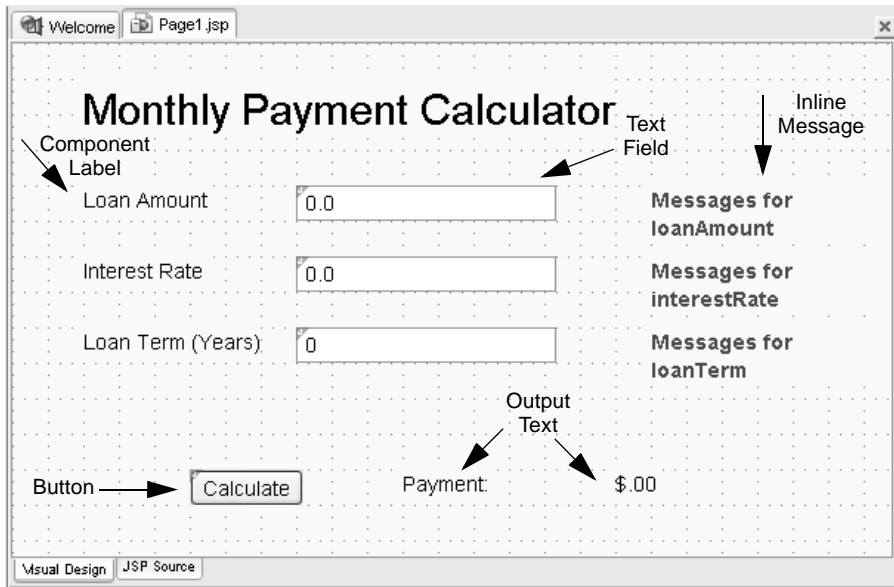 Welcome
Page1.jsp
Monthly Payment Calculator
Inline
Message
Text
Field
Component
Label
Loan Amount
0.0
Messages for
loanAmount
Interest Rate
0.0
Messages for
interestRate
Loan Term (Years)
0
Messages for
loanTerm
Output
Text
Button
Calculate
Payment:
$.00
Visual Design
JSP Source